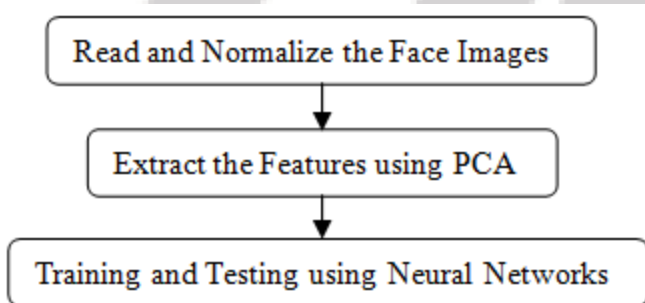 Read and Normalize the Face Images
Extract the Features using PCA
Training and Testing using Neural Networks